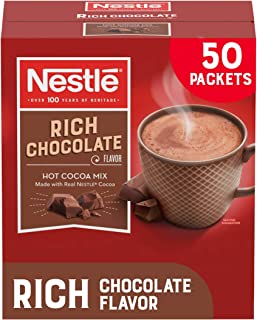 50
PACKETS
Nestlé
OVER 100 YEARS OF HERITAGE
RICH
CHOCOLATE
FLAVOR
HOT COCOA MIX
Made with Real NESTLÉ Cocoa
RICH CHOCOLATE
FLAVOR